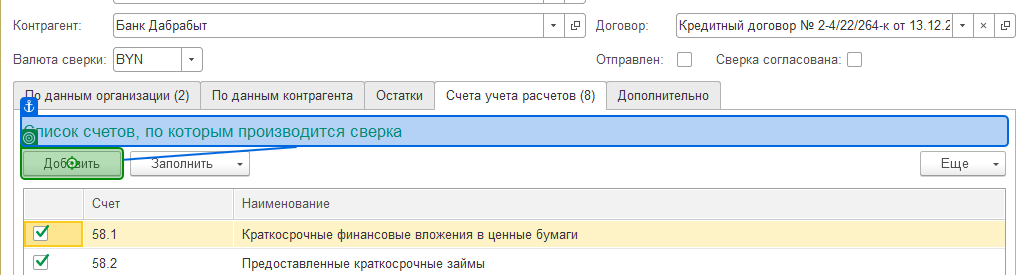 Контрагент: Банк Дабрабыт Договор: Кредитный договор № 2-4/22/264-к от 13.12.2
Валюта сверки: BYN Отправлен: Сверка согласована:
По данным организации (2) По данным контрагента Остатки Счета учета расчетов (8) Дополнительно
Список счетов, по которым производится сверка
Добавить Заполнить Еще
Счет Наименование
58.1 Краткосрочные финансовые вложения в ценные бумаги
58.2 Предоставленные краткосрочные займы